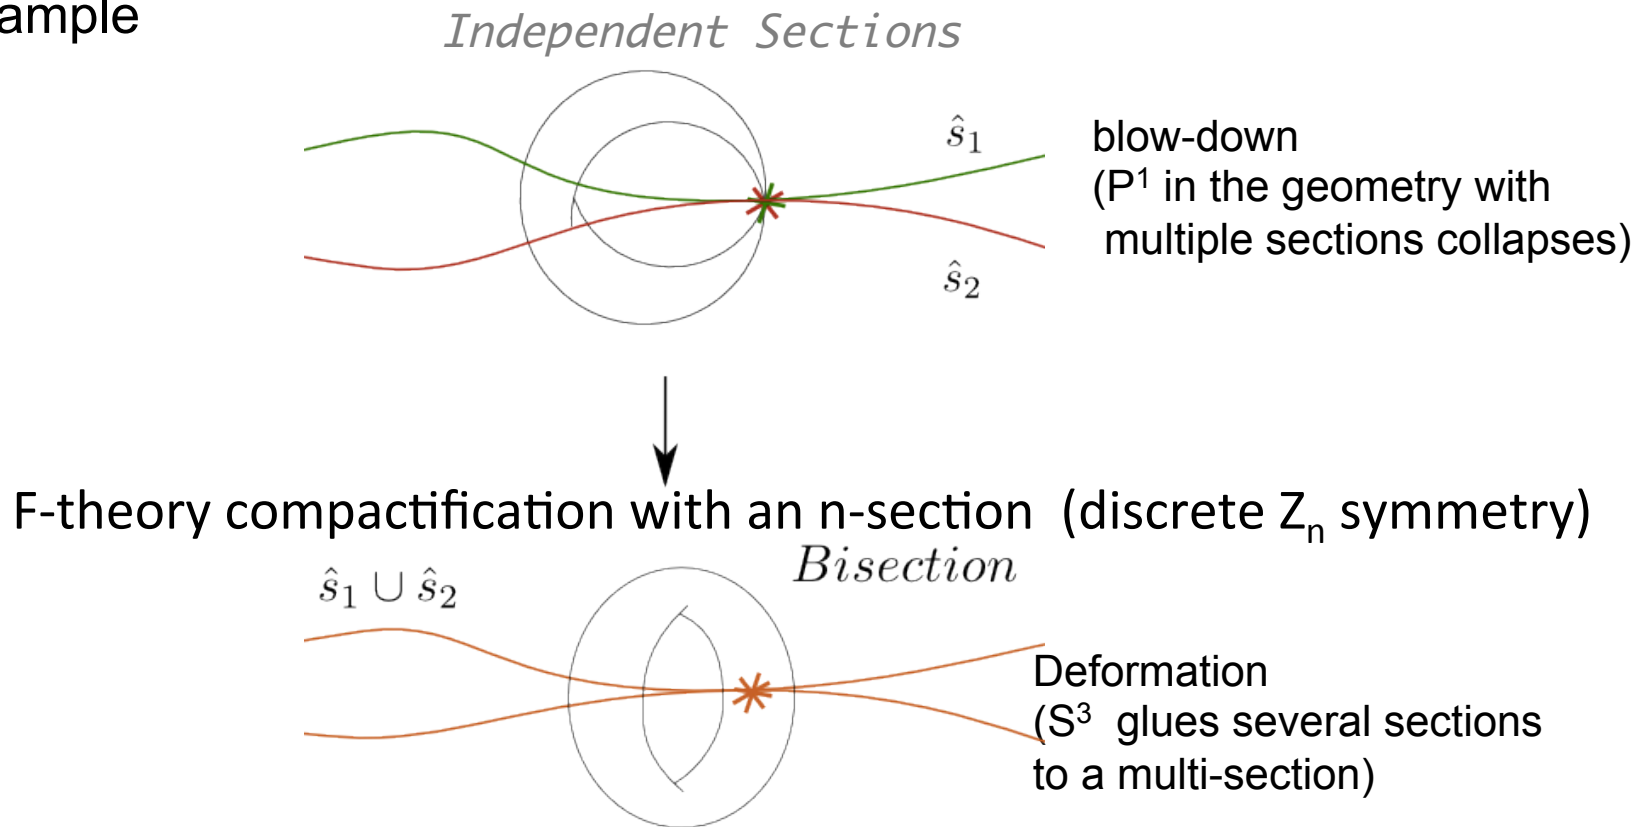 ample
Independent Sections
ŝ₁
blow-down
(P¹ in the geometry with
multiple sections collapses)
ŝ₂
F-theory compactification with an n-section (discrete Zₙ symmetry)
Bisection
ŝ₁ ∪ ŝ₂
Deformation
(S³ glues several sections
to a multi-section)